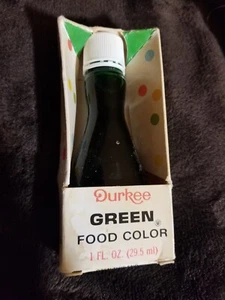 Durkee
GREEN
FOOD COLOR
1 FL. OZ. (29.5 ml)